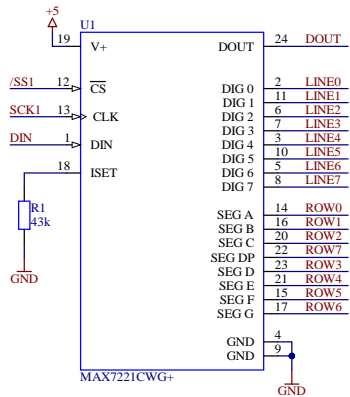 +5
U1
19 V+ DOUT 24 DOUT
/SS1 12 CS DIG 0 2 LINE0
SCK1 13 CLK DIG 1 11 LINE1
DIG 2 6 LINE2
DIN 1 DIN DIG 3 7 LINE3
DIG 4 3 LINE4
18 ISET DIG 5 10 LINE5
DIG 6 5 LINE6
DIG 7 8 LINE7
R1
43k
GND
SEG A 14 ROW0
SEG B 16 ROW1
SEG C 20 ROW2
SEG DP 22 ROW7
SEG D 23 ROW3
SEG E 21 ROW4
SEG F 15 ROW5
SEG G 17 ROW6
GND 4
GND 9
MAX7221CWG+
GND